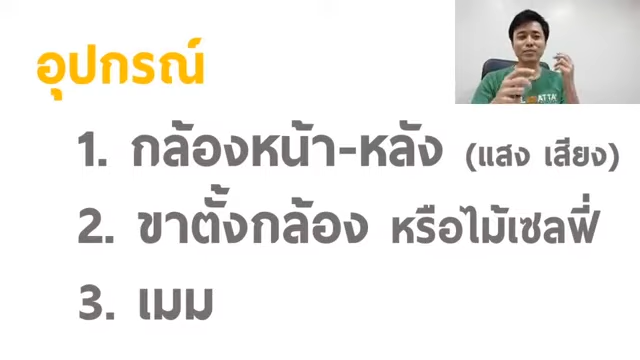 อุปกรณ์
1. กล้องหน้า-หลัง (แสง เสียง)
2. ขาตั้งกล้อง หรือไม้เซลฟี่
3. เมม